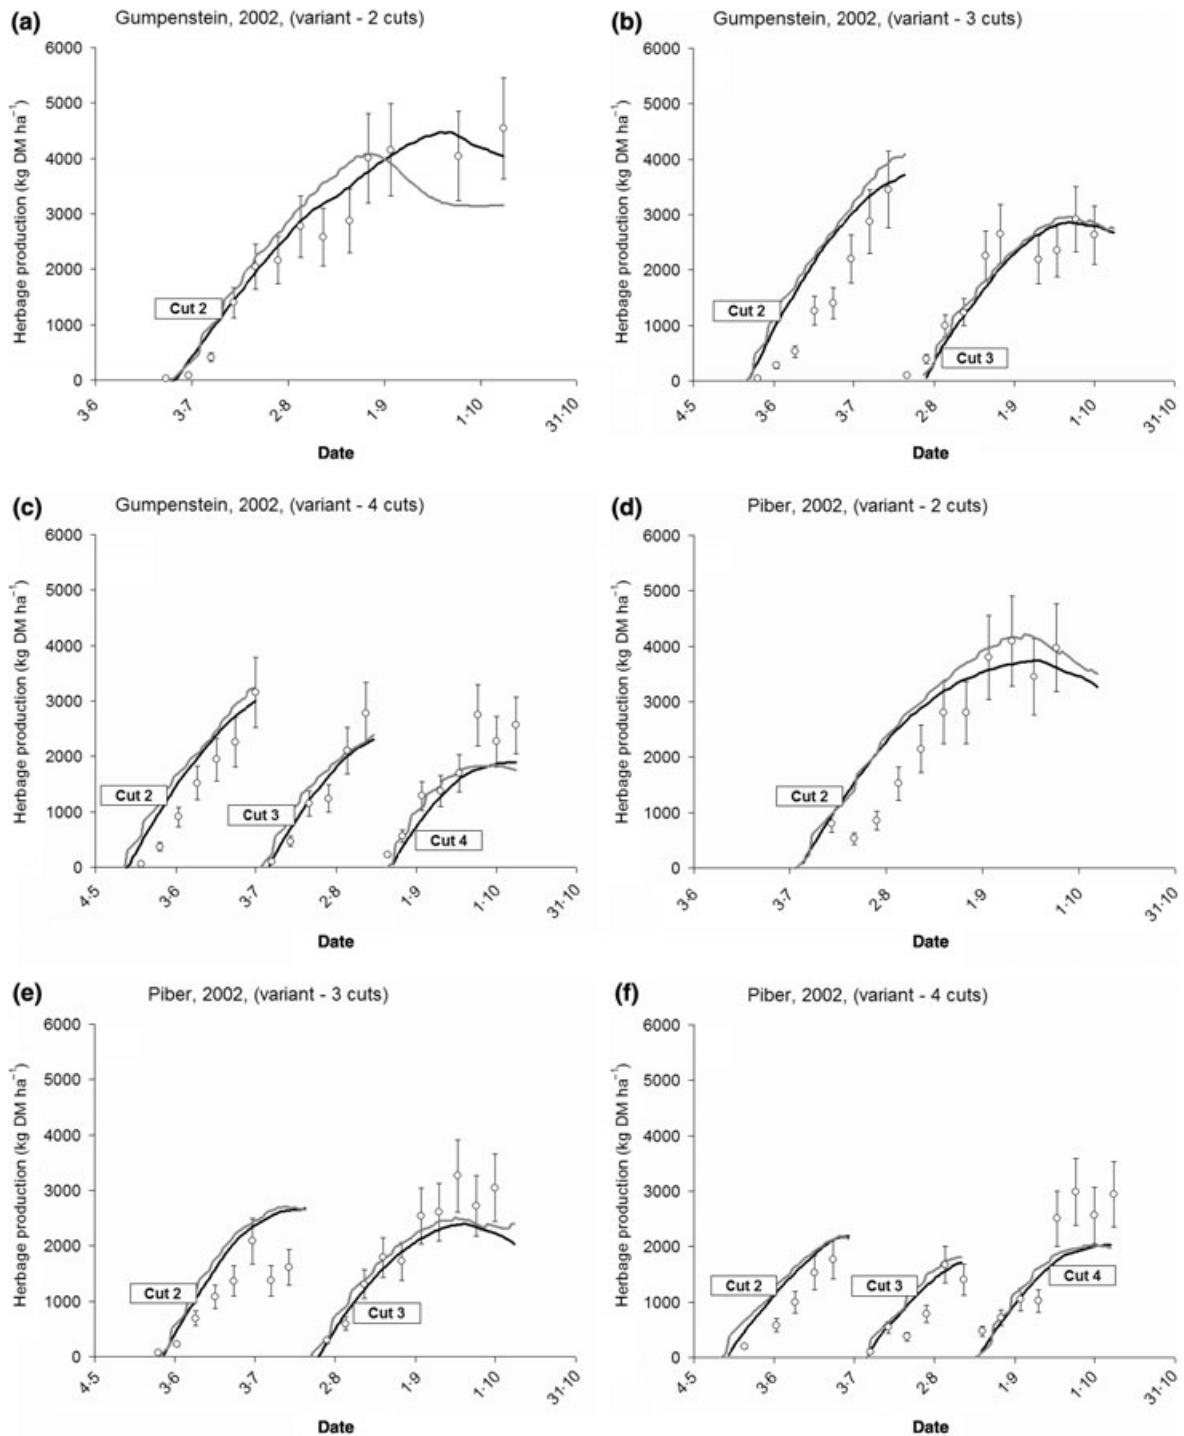 (a) Gumpenstein, 2002, (variant - 2 cuts)
Herbage production (kg DM ha⁻¹)
6000
5000
4000
3000
2000
1000
0
Cut 2
3·6 3·7 2·8 1·9 1·10 31·10
Date
(b) Gumpenstein, 2002, (variant - 3 cuts)
Herbage production (kg DM ha⁻¹)
6000
5000
4000
3000
2000
1000
0
Cut 2
Cut 3
4·5 3·6 3·7 2·8 1·9 1·10 31·10
Date
(c) Gumpenstein, 2002, (variant - 4 cuts)
Herbage production (kg DM ha⁻¹)
6000
5000
4000
3000
2000
1000
0
Cut 2
Cut 3
Cut 4
4·5 3·6 3·7 2·8 1·9 1·10 31·10
Date
(d) Piber, 2002, (variant - 2 cuts)
Herbage production (kg DM ha⁻¹)
6000
5000
4000
3000
2000
1000
0
Cut 2
3·6 3·7 2·8 1·9 1·10 31·10
Date
(e) Piber, 2002, (variant - 3 cuts)
Herbage production (kg DM ha⁻¹)
6000
5000
4000
3000
2000
1000
0
Cut 2
Cut 3
4·5 3·6 3·7 2·8 1·9 1·10 31·10
Date
(f) Piber, 2002, (variant - 4 cuts)
Herbage production (kg DM ha⁻¹)
6000
5000
4000
3000
2000
1000
0
Cut 2
Cut 3
Cut 4
4·5 3·6 3·7 2·8 1·9 1·10 31·10
Date